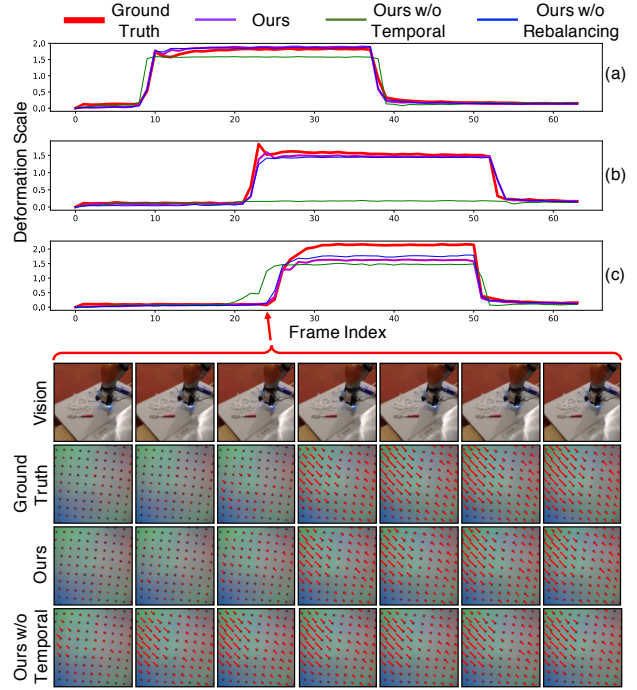 Ground Truth
Ours
Ours w/o Temporal
Ours w/o Rebalancing
Deformation Scale
2.0
1.5
1.0
0.5
0.0
0 10 20 30 40 50 60
(a)
1.5
1.0
0.5
0.0
0 10 20 30 40 50 60
(b)
2.0
1.5
1.0
0.5
0.0
0 10 20 30 40 50 60
(c)
Frame Index
Vision
Ground Truth
Ours
Ours w/o Temporal